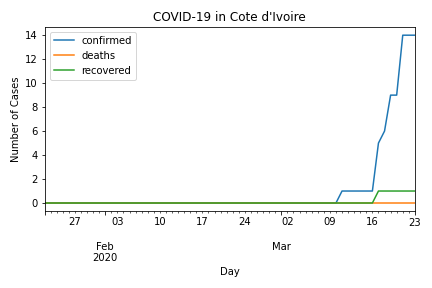 COVID-19 in Cote d'Ivoire
confirmed
deaths
recovered
Number of Cases
14
12
10
8
6
4
2
0
27 03 10 17 24 02 09 16 23
Feb Mar
2020
Day